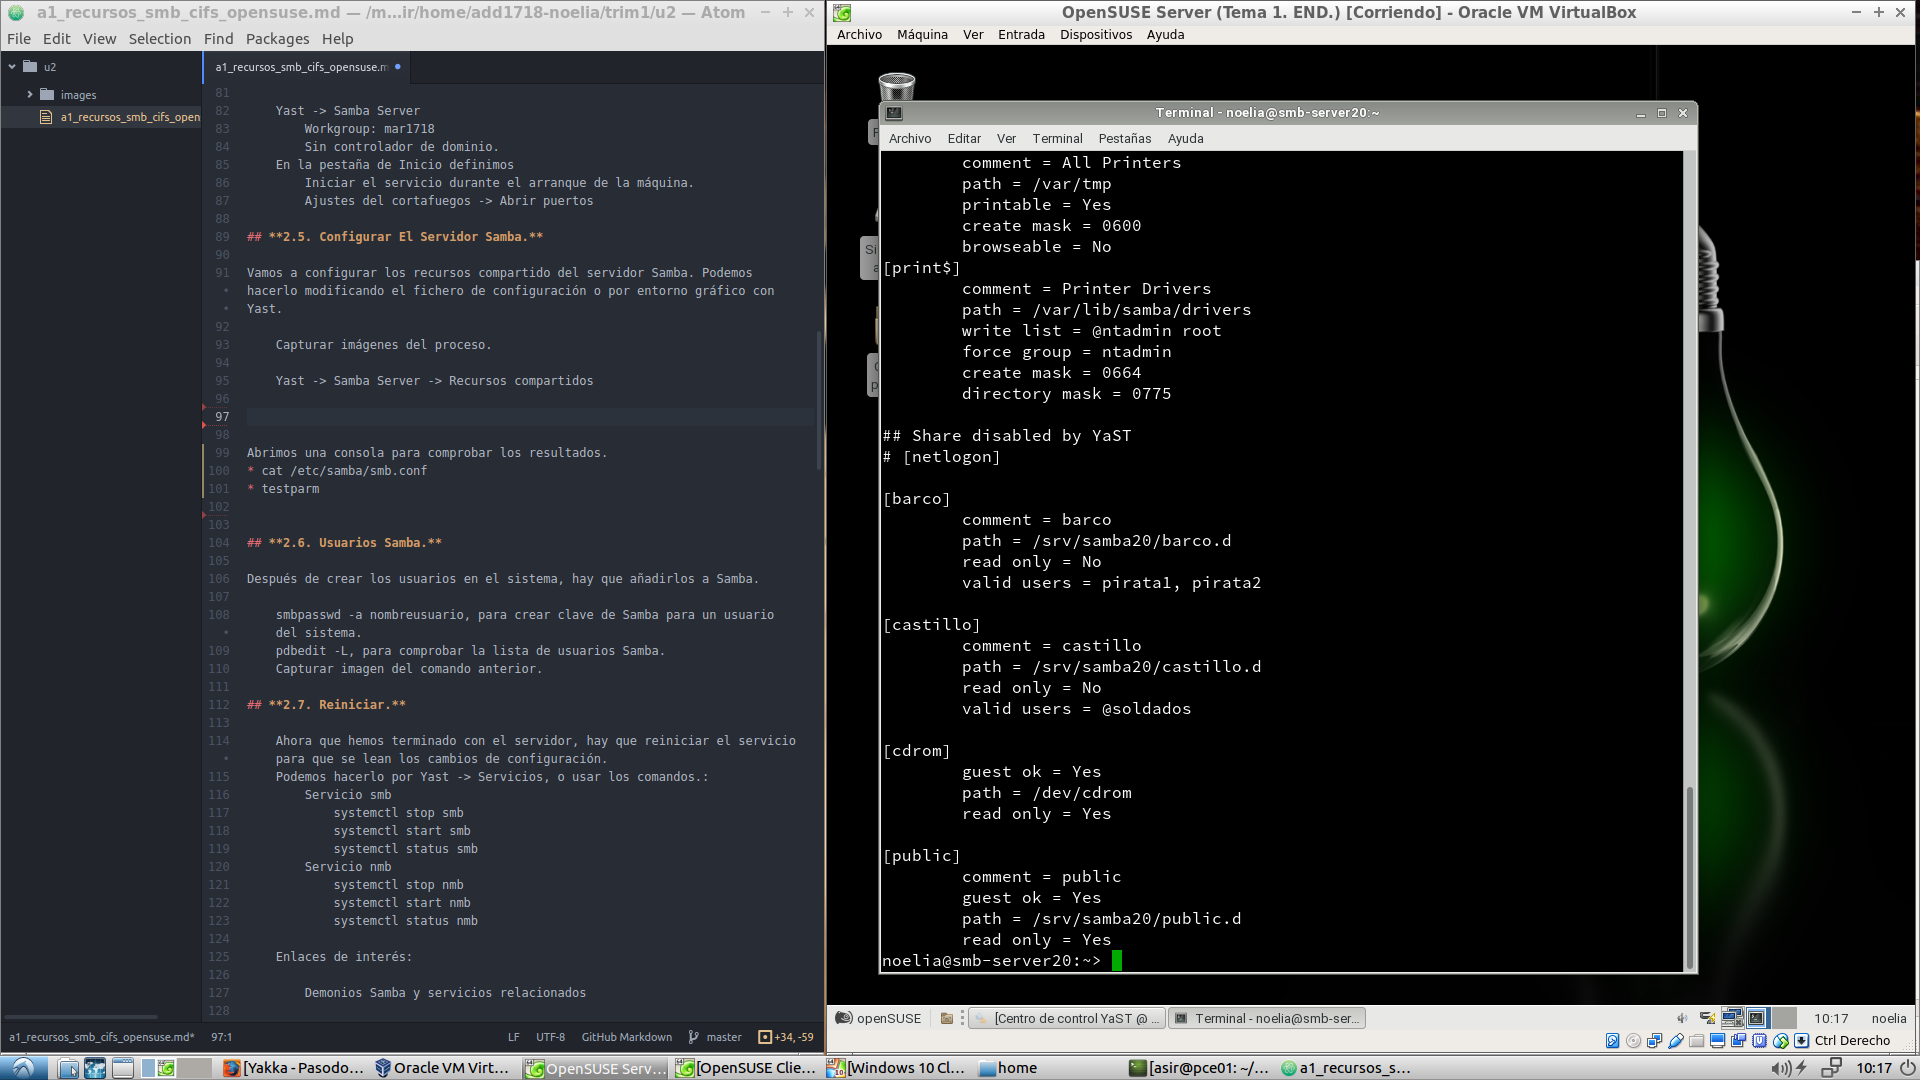 a1_recursos_smb_cifs_opensuse.md — /m...ir/home/add1718-noelia/trim1/u2 — Atom
File Edit View Selection Find Packages Help
u2
images
a1_recursos_smb_cifs_open
a1_recursos_smb_cifs_opensuse.m
81
82 Yast -> Samba Server
83 Workgroup: mar1718
84 Sin controlador de dominio.
85 En la pestaña de Inicio definimos
86 Iniciar el servicio durante el arranque de la máquina.
87 Ajustes del cortafuegos -> Abrir puertos
88
89 ## **2.5. Configurar El Servidor Samba.**
90
91 Vamos a configurar los recursos compartido del servidor Samba. Podemos
• hacerlo modificando el fichero de configuración o por entorno gráfico con
• Yast.
92
93 Capturar imágenes del proceso.
94
95 Yast -> Samba Server -> Recursos compartidos
96
97
98
99 Abrimos una consola para comprobar los resultados.
100 * cat /etc/samba/smb.conf
101 * testparm
102
103
104 ## **2.6. Usuarios Samba.**
105
106 Después de crear los usuarios en el sistema, hay que añadirlos a Samba.
107
108 smbpasswd -a nombreusuario, para crear clave de Samba para un usuario
• del sistema.
109 pdbedit -L, para comprobar la lista de usuarios Samba.
110 Capturar imagen del comando anterior.
111
112 ## **2.7. Reiniciar.**
113
114 Ahora que hemos terminado con el servidor, hay que reiniciar el servicio
• para que se lean los cambios de configuración.
115 Podemos hacerlo por Yast -> Servicios, o usar los comandos.:
116 Servicio smb
117 systemctl stop smb
118 systemctl start smb
119 systemctl status smb
120 Servicio nmb
121 systemctl stop nmb
122 systemctl start nmb
123 systemctl status nmb
124
125 Enlaces de interés:
126
127 Demonios Samba y servicios relacionados
128
a1_recursos_smb_cifs_opensuse.md* 97:1 LF UTF-8 GitHub Markdown master +34, -59
OpenSUSE Server (Tema 1. END.) [Corriendo] - Oracle VM VirtualBox
Archivo Máquina Ver Entrada Dispositivos Ayuda
Terminal - noelia@smb-server20:~
Archivo Editar Ver Terminal Pestañas Ayuda
comment = All Printers
path = /var/tmp
printable = Yes
create mask = 0600
browseable = No
[print$]
comment = Printer Drivers
path = /var/lib/samba/drivers
write list = @ntadmin root
force group = ntadmin
create mask = 0664
directory mask = 0775
## Share disabled by YaST
# [netlogon]
[barco]
comment = barco
path = /srv/samba20/barco.d
read only = No
valid users = pirata1, pirata2
[castillo]
comment = castillo
path = /srv/samba20/castillo.d
read only = No
valid users = @soldados
[cdrom]
guest ok = Yes
path = /dev/cdrom
read only = Yes
[public]
comment = public
guest ok = Yes
path = /srv/samba20/public.d
read only = Yes
noelia@smb-server20:~>
openSUSE [Centro de control YaST @ ... Terminal - noelia@smb-ser... 10:17 noelia
Ctrl Derecho
[Yakka - Pasodo... Oracle VM Virt... OpenSUSE Serv... [OpenSUSE Clie... [Windows 10 Cl... home [asir@pce01: ~/... a1_recursos_s... 10:17